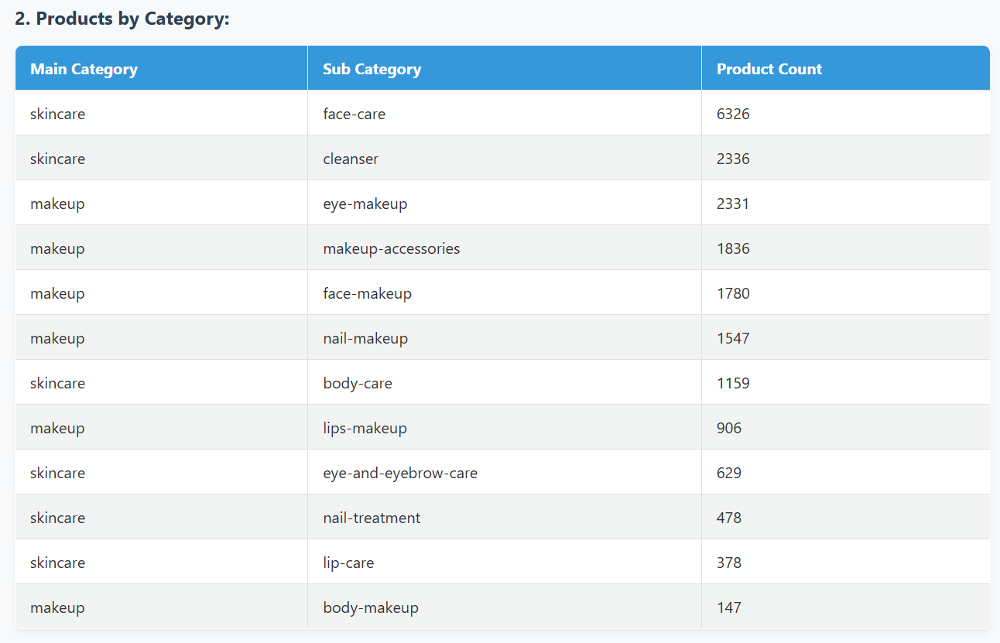 2. Products by Category:
Main Category Sub Category Product Count
skincare face-care 6326
skincare cleanser 2336
makeup eye-makeup 2331
makeup makeup-accessories 1836
makeup face-makeup 1780
makeup nail-makeup 1547
skincare body-care 1159
makeup lips-makeup 906
skincare eye-and-eyebrow-care 629
skincare nail-treatment 478
skincare lip-care 378
makeup body-makeup 147